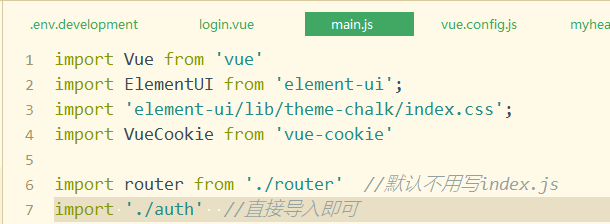 .env.development login.vue main.js vue.config.js myhea
1 import Vue from 'vue'
2 import ElementUI from 'element-ui';
3 import 'element-ui/lib/theme-chalk/index.css';
4 import VueCookie from 'vue-cookie'
5
6 import router from './router'  //默认不用写index.js
7 import './auth'  //直接导入即可